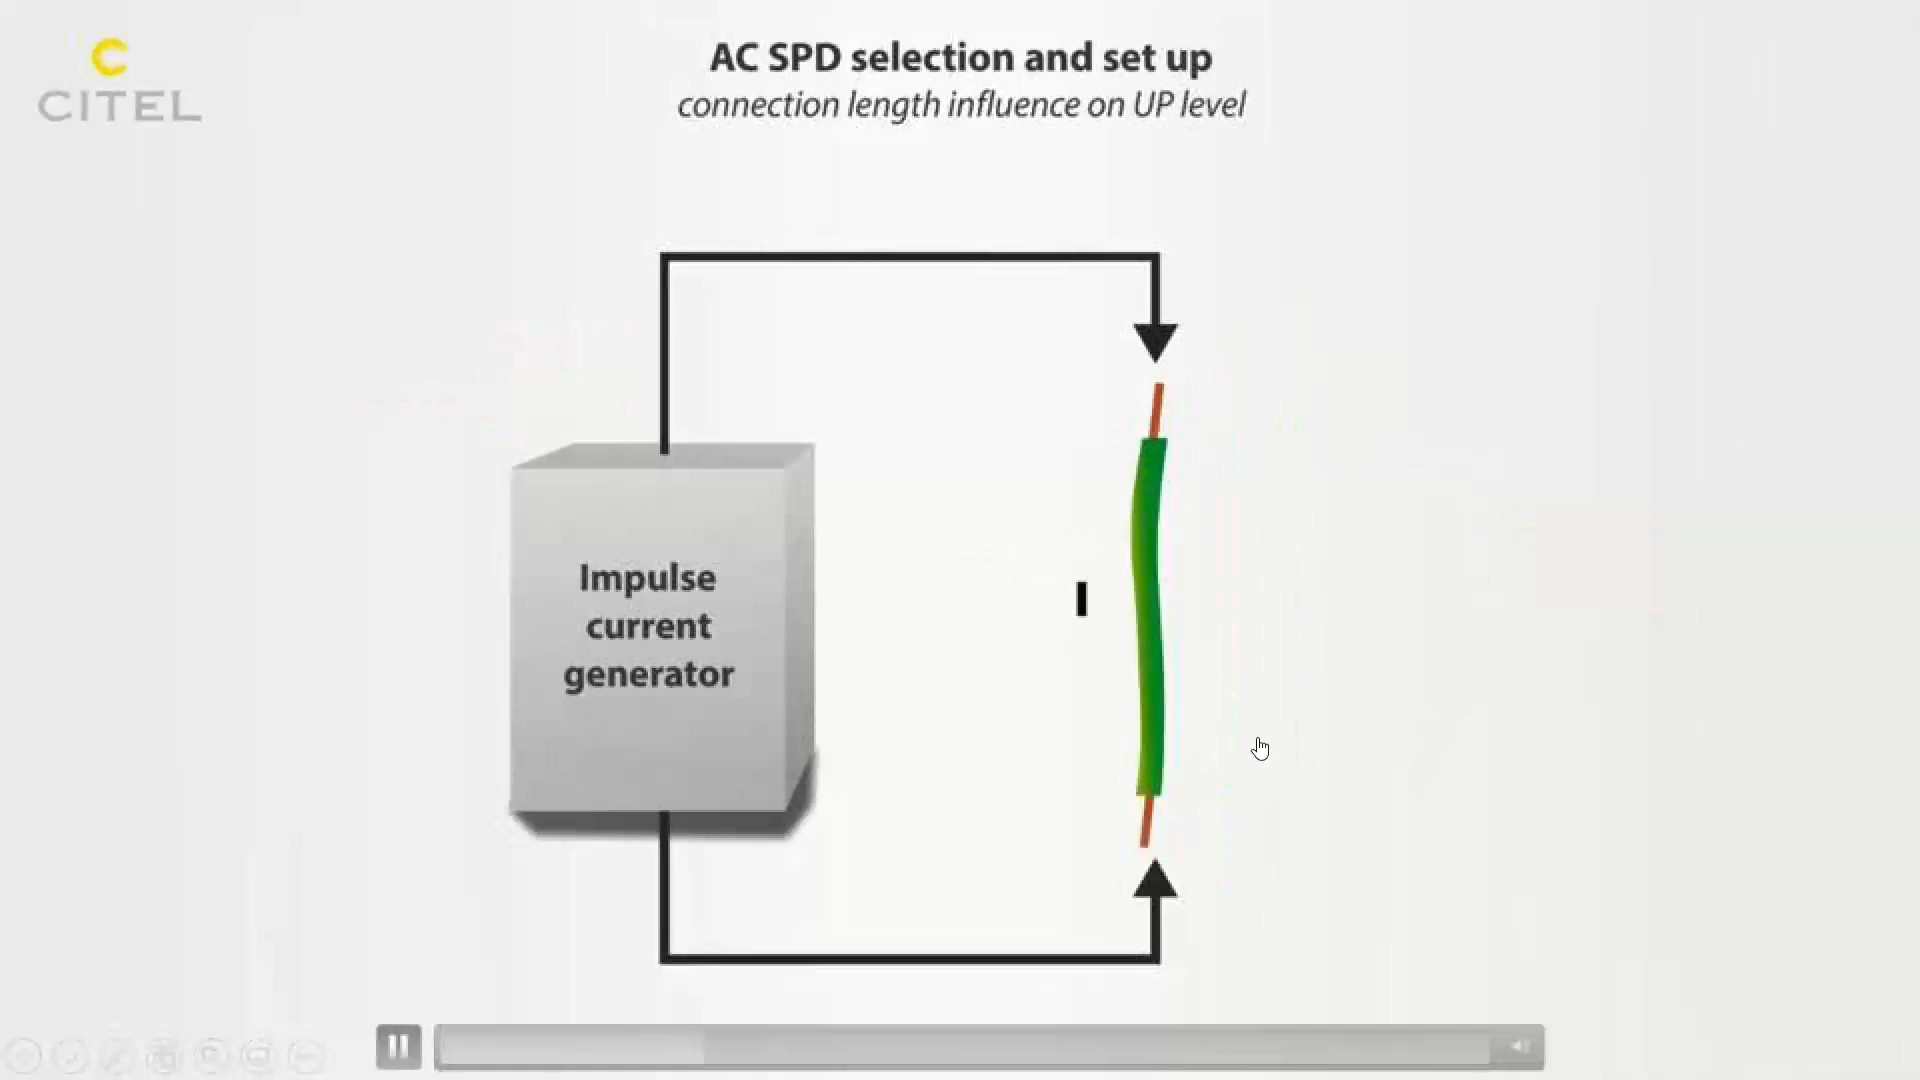 CITEL
AC SPD selection and set up
connection length influence on UP level
Impulse
current
generator
I